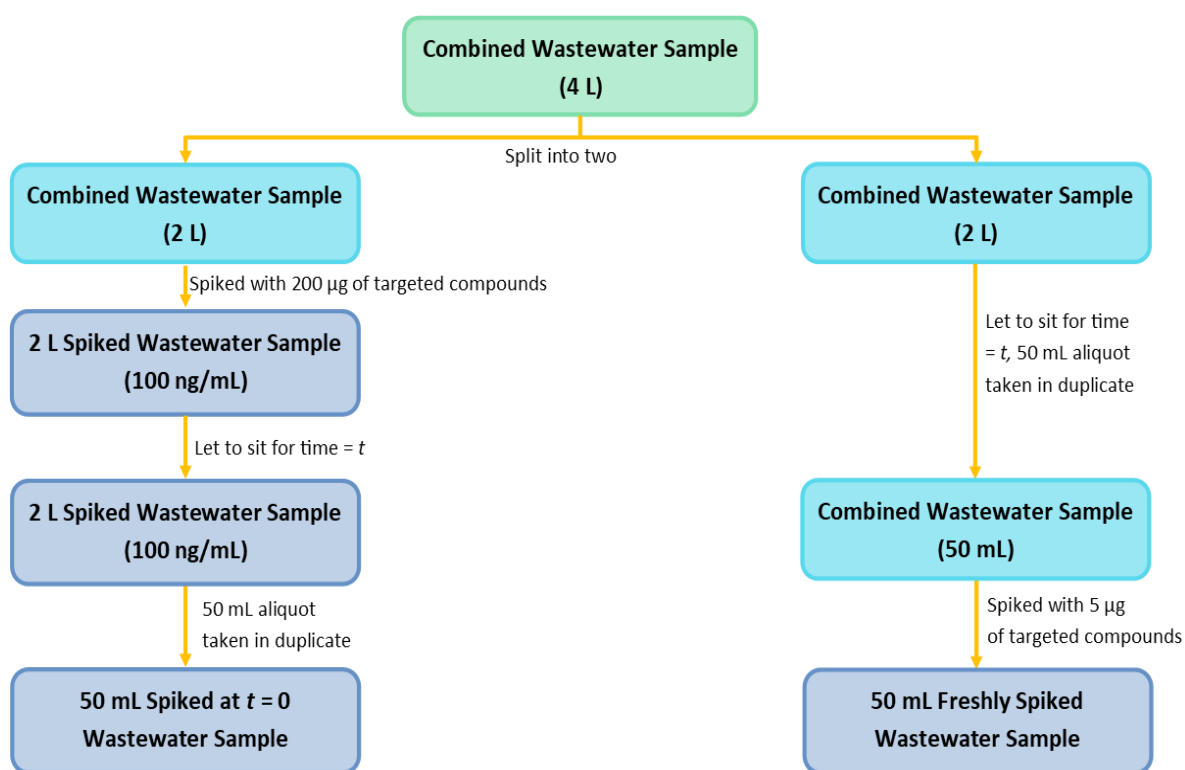 Combined Wastewater Sample
(4 L)
Split into two
Combined Wastewater Sample
(2 L)
Spiked with 200 µg of targeted compounds
2 L Spiked Wastewater Sample
(100 ng/mL)
Let to sit for time = t
2 L Spiked Wastewater Sample
(100 ng/mL)
50 mL aliquot
taken in duplicate
50 mL Spiked at t = 0
Wastewater Sample
Combined Wastewater Sample
(2 L)
Let to sit for time
= t, 50 mL aliquot
taken in duplicate
Combined Wastewater Sample
(50 mL)
Spiked with 5 µg
of targeted compounds
50 mL Freshly Spiked
Wastewater Sample